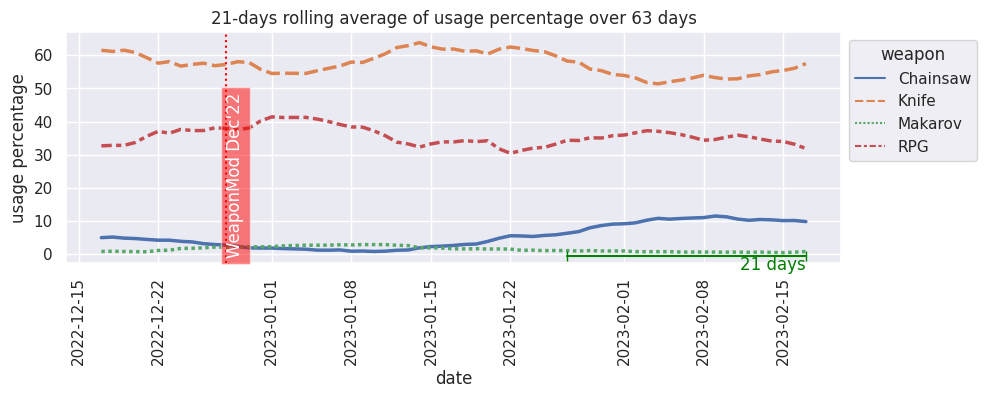 21-days rolling average of usage percentage over 63 days
usage percentage
60
50
40
30
20
10
0
WeaponMod Dec'22
21 days
2022-12-15
2022-12-22
2023-01-01
2023-01-08
2023-01-15
2023-01-22
2023-02-01
2023-02-08
2023-02-15
date
weapon
Chainsaw
Knife
Makarov
RPG